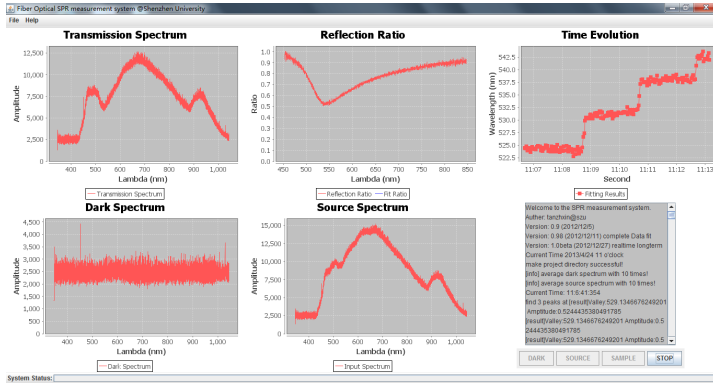 Fiber Optical SPR measurement system @Shenzhen University
File Help
Transmission Spectrum
Amplitude
12,500
10,000
7,500
5,000
2,500
0
400 500 600 700 800 900 1,000
Lambda (nm)
Transmission Spectrum
Reflection Ratio
Ratio
1.0
0.9
0.8
0.7
0.6
0.5
0.4
0.3
0.2
0.1
0.0
450 500 550 600 650 700 750 800 850
Lambda (nm)
Reflection Ratio Fit Ratio
Time Evolution
Wavelength (nm)
542.5
540.0
537.5
535.0
532.5
530.0
527.5
525.0
522.5
11:07 11:08 11:09 11:10 11:11 11:12 11:13
Second
Fitting Results
Dark Spectrum
Amplitude
4,500
4,000
3,500
3,000
2,500
2,000
1,500
1,000
500
0
400 500 600 700 800 900 1,000
Lambda (nm)
Dark Spectrum
Source Spectrum
Amplitude
15,000
12,500
10,000
7,500
5,000
2,500
0
400 500 600 700 800 900 1,000
Lambda (nm)
Input Spectrum
Welcome to the SPR measurement system.
Auther: tanzhxin@szu
Version: 0.9 (2012/12/5)
Version: 0.98 (2012/12/11) complete Data fit
Version: 1.0beta (2012/12/27) realtime longterm
Current Time 2013/4/24 11 o'clock
make project directory successful!
[info] average dark spectrum with 10 times!
[info] average source spectrum with 10 times!
Current Time: 11:6:41:354
find 3 peaks at [result]Valley:529.1346676249201
Amptitude:0.5244435380491785
[result]Valley:529.1346676249201 Amptitude:0.5
244435380491785
[result]Valley:529.1346676249201 Amptitude:0.5
DARK SOURCE SAMPLE STOP
System Status: